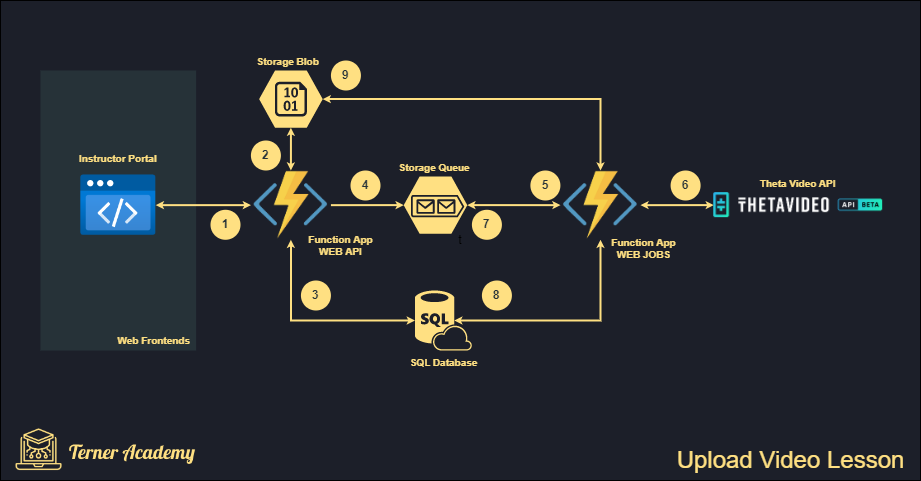 Storage Blob
9
10
01
2
Instructor Portal
</>
1
4
Storage Queue
5
6
7
Theta Video API
THETAVIDEO
API BETA
Function App
WEB API
Function App
WEB JOBS
3
8
SQL
SQL Database
Web Frontends
Terner Academy
Upload Video Lesson